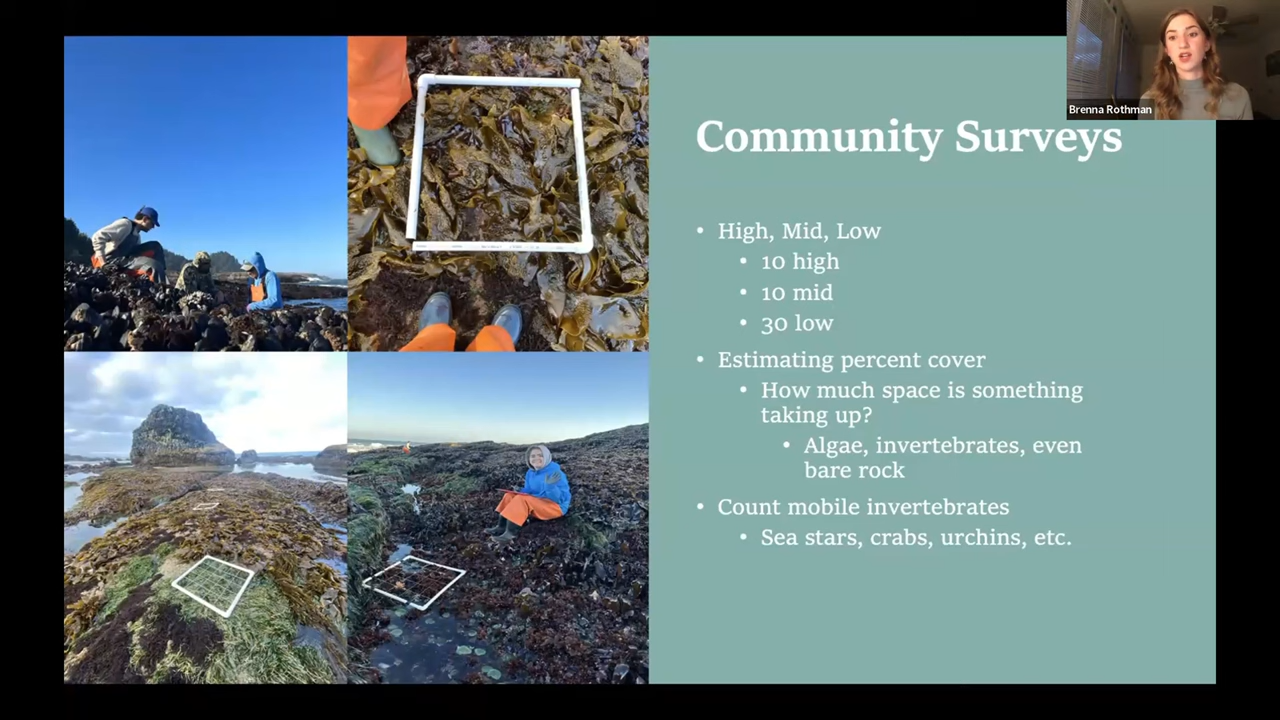 Brenna Rothman
Community Surveys
• High, Mid, Low
• 10 high
• 10 mid
• 30 low
• Estimating percent cover
• How much space is something
taking up?
• Algae, invertebrates, even
bare rock
• Count mobile invertebrates
• Sea stars, crabs, urchins, etc.